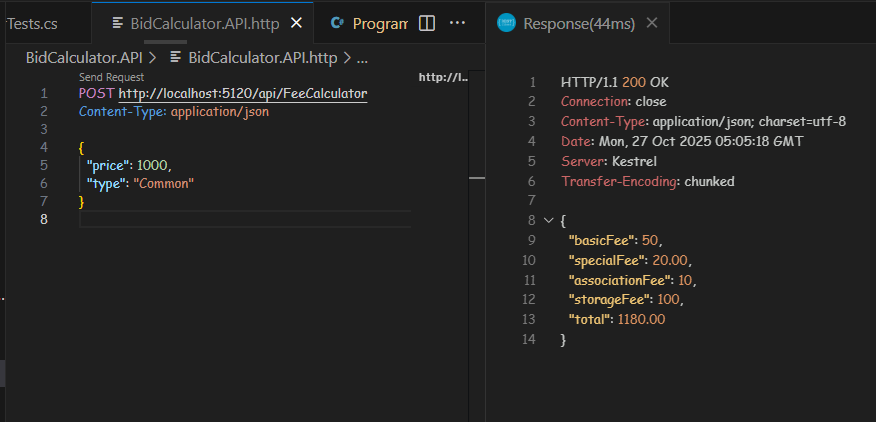 Tests.cs
BidCalculator.API.http
Program
Response(44ms)
BidCalculator.API > BidCalculator.API.http > ...
Send Request
http://l...
1 POST http://localhost:5120/api/FeeCalculator
2 Content-Type: application/json
3
4 {
5 "price": 1000,
6 "type": "Common"
7 }
8
1 HTTP/1.1 200 OK
2 Connection: close
3 Content-Type: application/json; charset=utf-8
4 Date: Mon, 27 Oct 2025 05:05:18 GMT
5 Server: Kestrel
6 Transfer-Encoding: chunked
7
8 {
9 "basicFee": 50,
10 "specialFee": 20.00,
11 "associationFee": 10,
12 "storageFee": 100,
13 "total": 1180.00
14 }